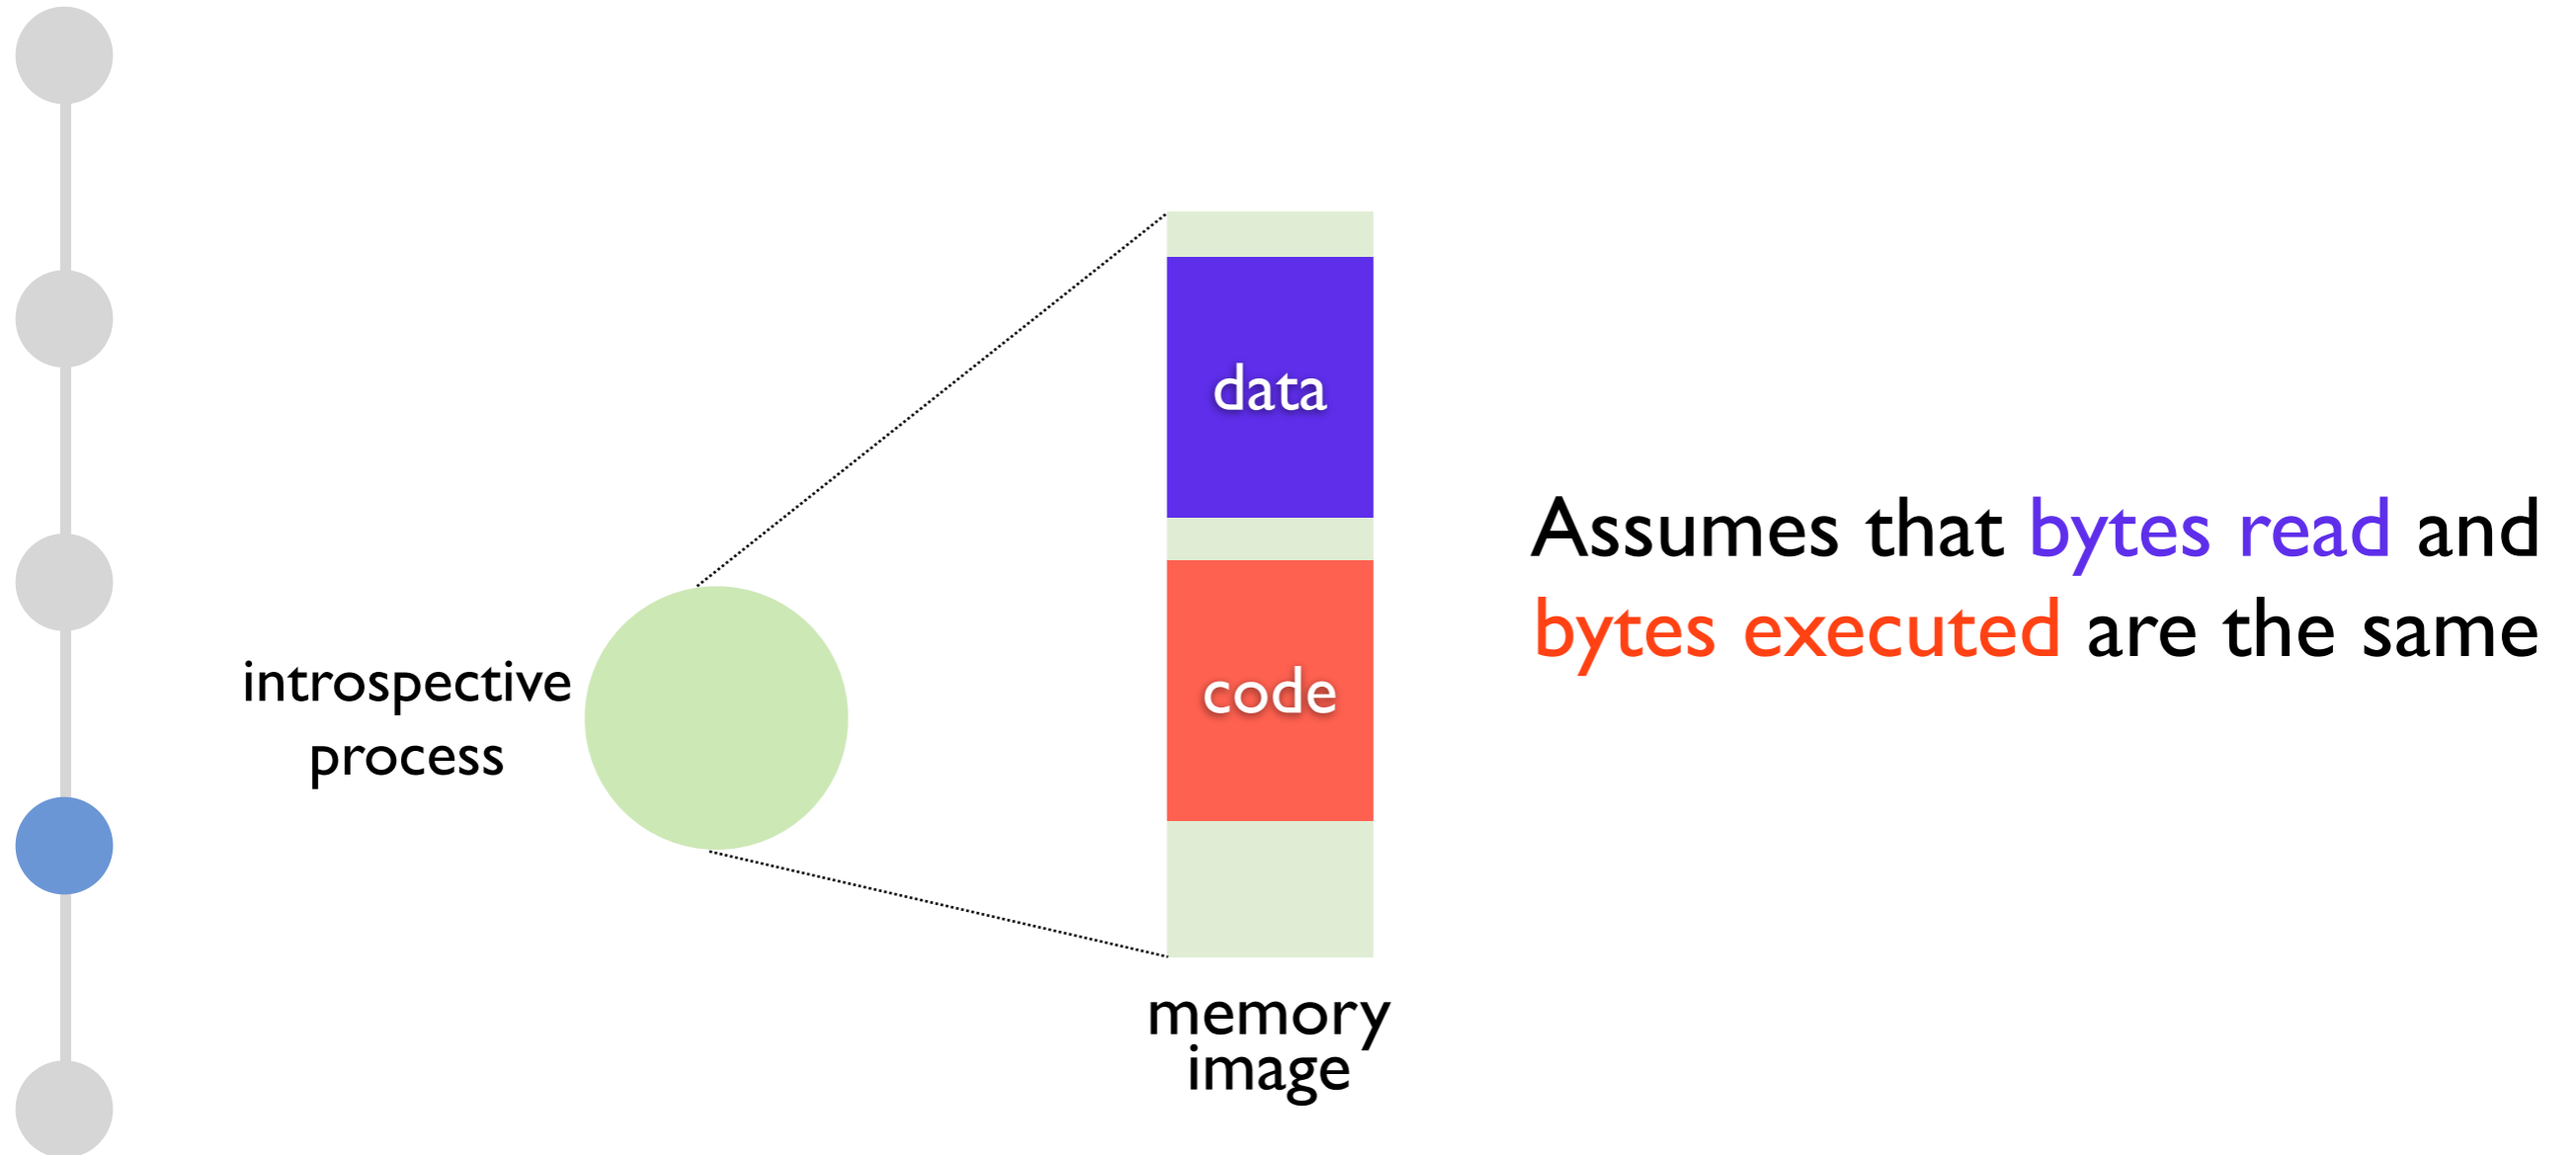 introspective
process
data
code
memory
image
Assumes that bytes read and
bytes executed are the same